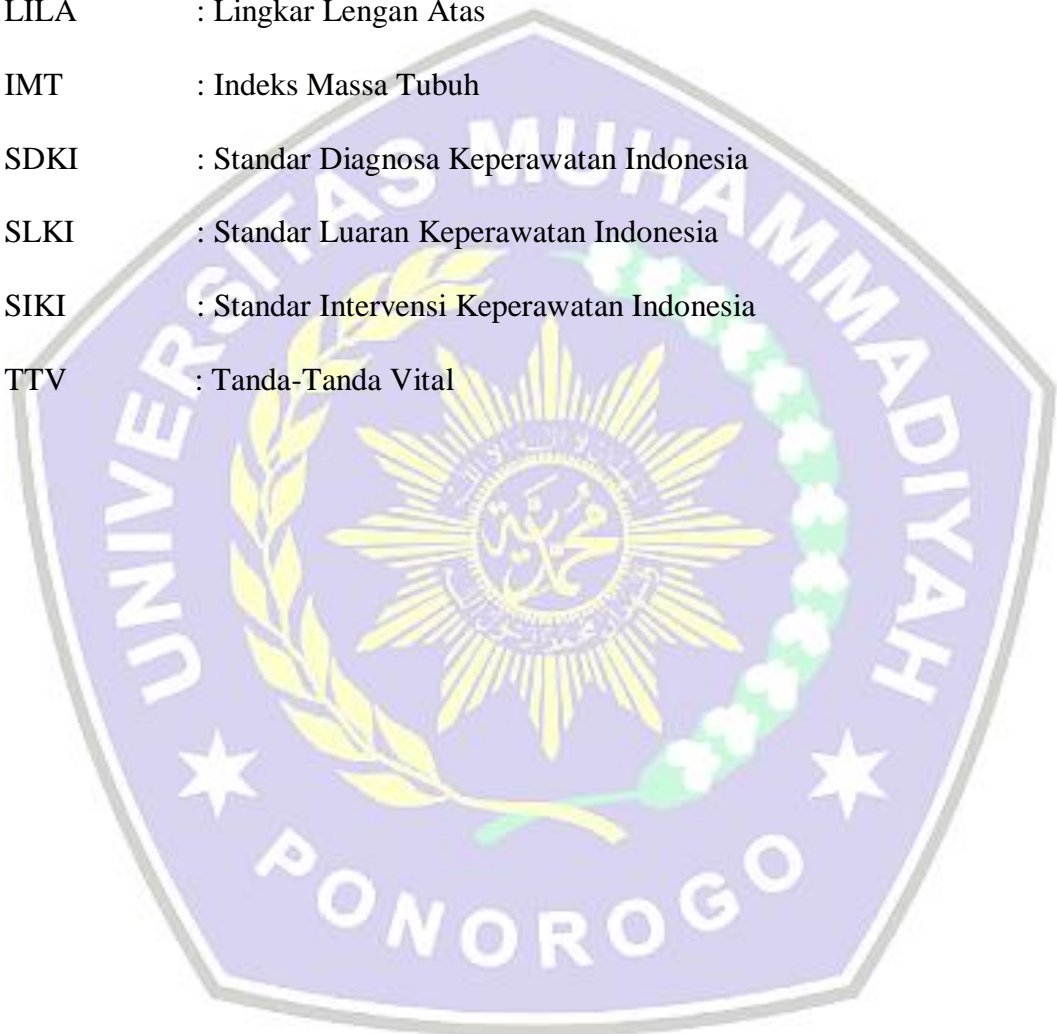 LILA : Lingkar Lengan Atas
IMT : Indeks Massa Tubuh
SDKI : Standar Diagnosa Keperawatan Indonesia
SLKI : Standar Luaran Keperawatan Indonesia
SIKI : Standar Intervensi Keperawatan Indonesia
TTV : Tanda-Tanda Vital
UNIVERSITAS MUHAMMADIYAH
محمدية
PONOROGO